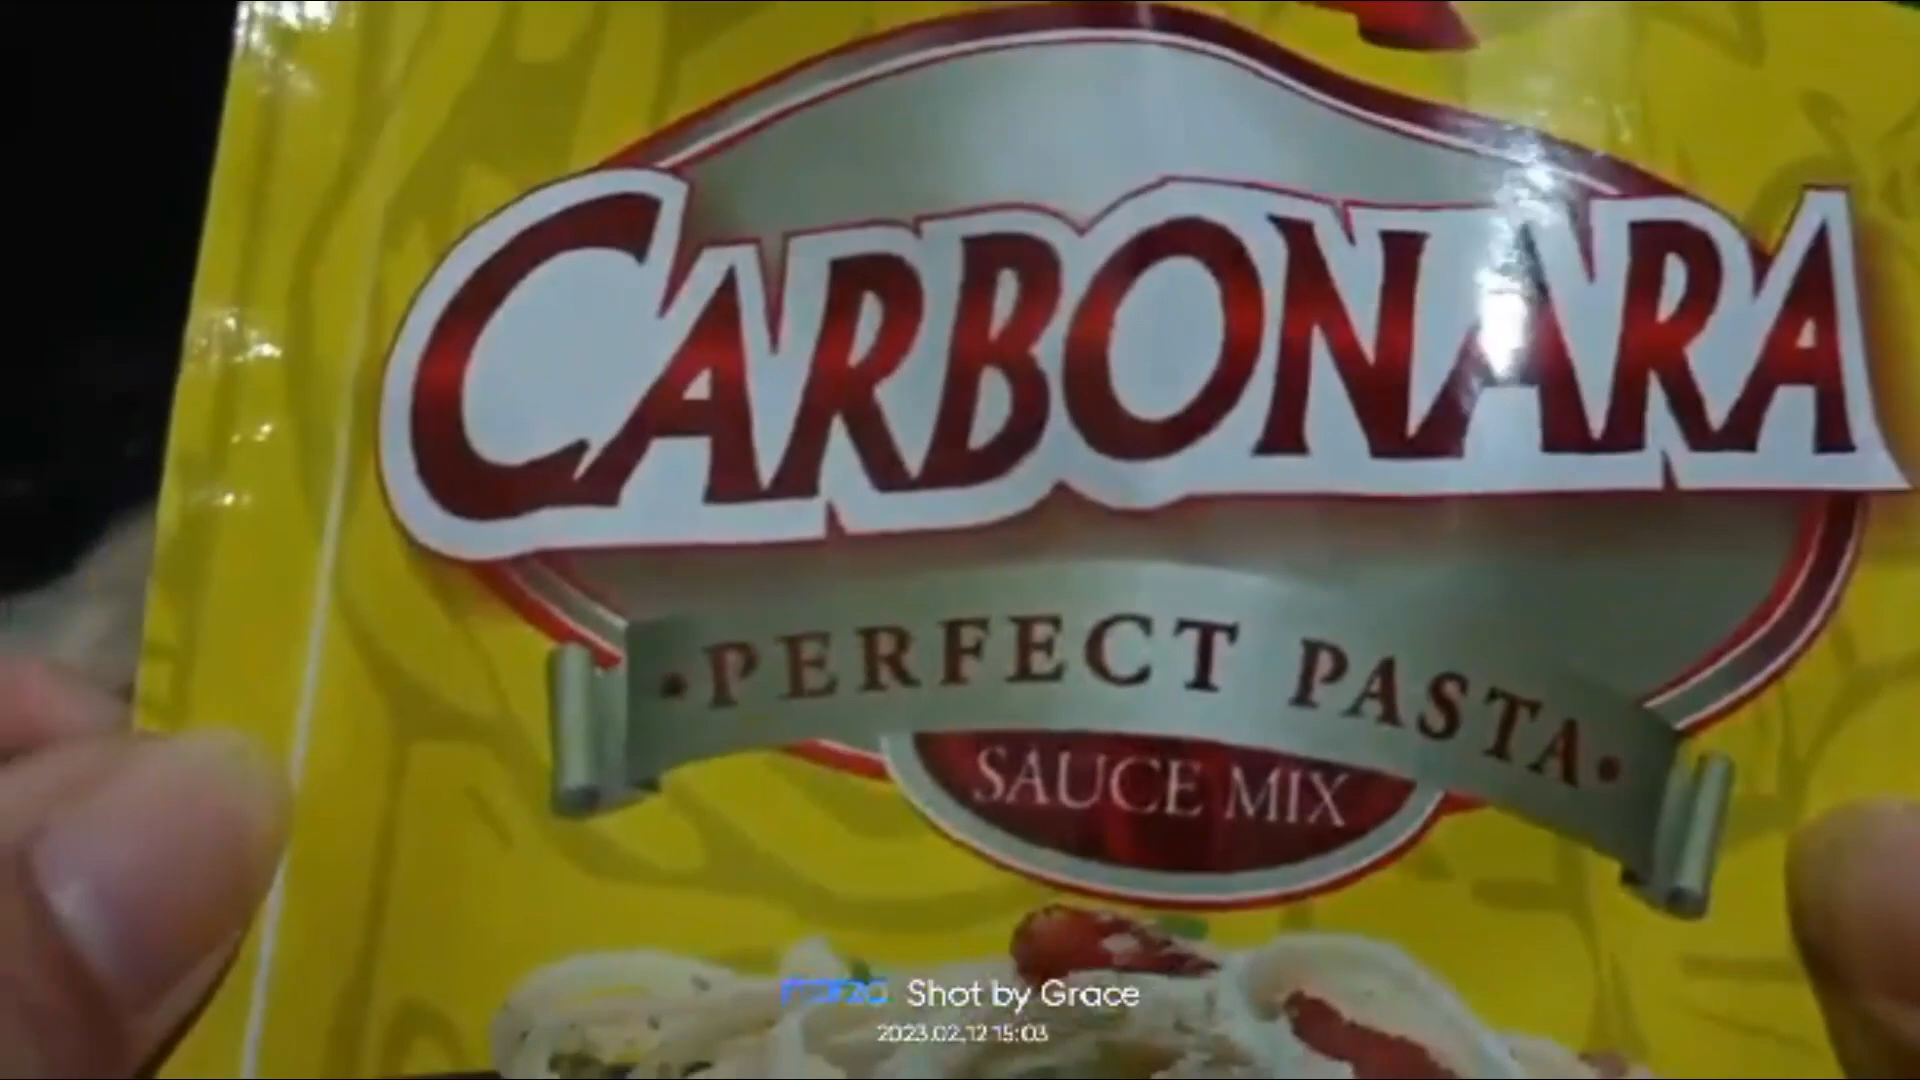 CARBONARA
•PERFECT PASTA•
SAUCE MIX
Shot by Grace
2023.02.12 15:03